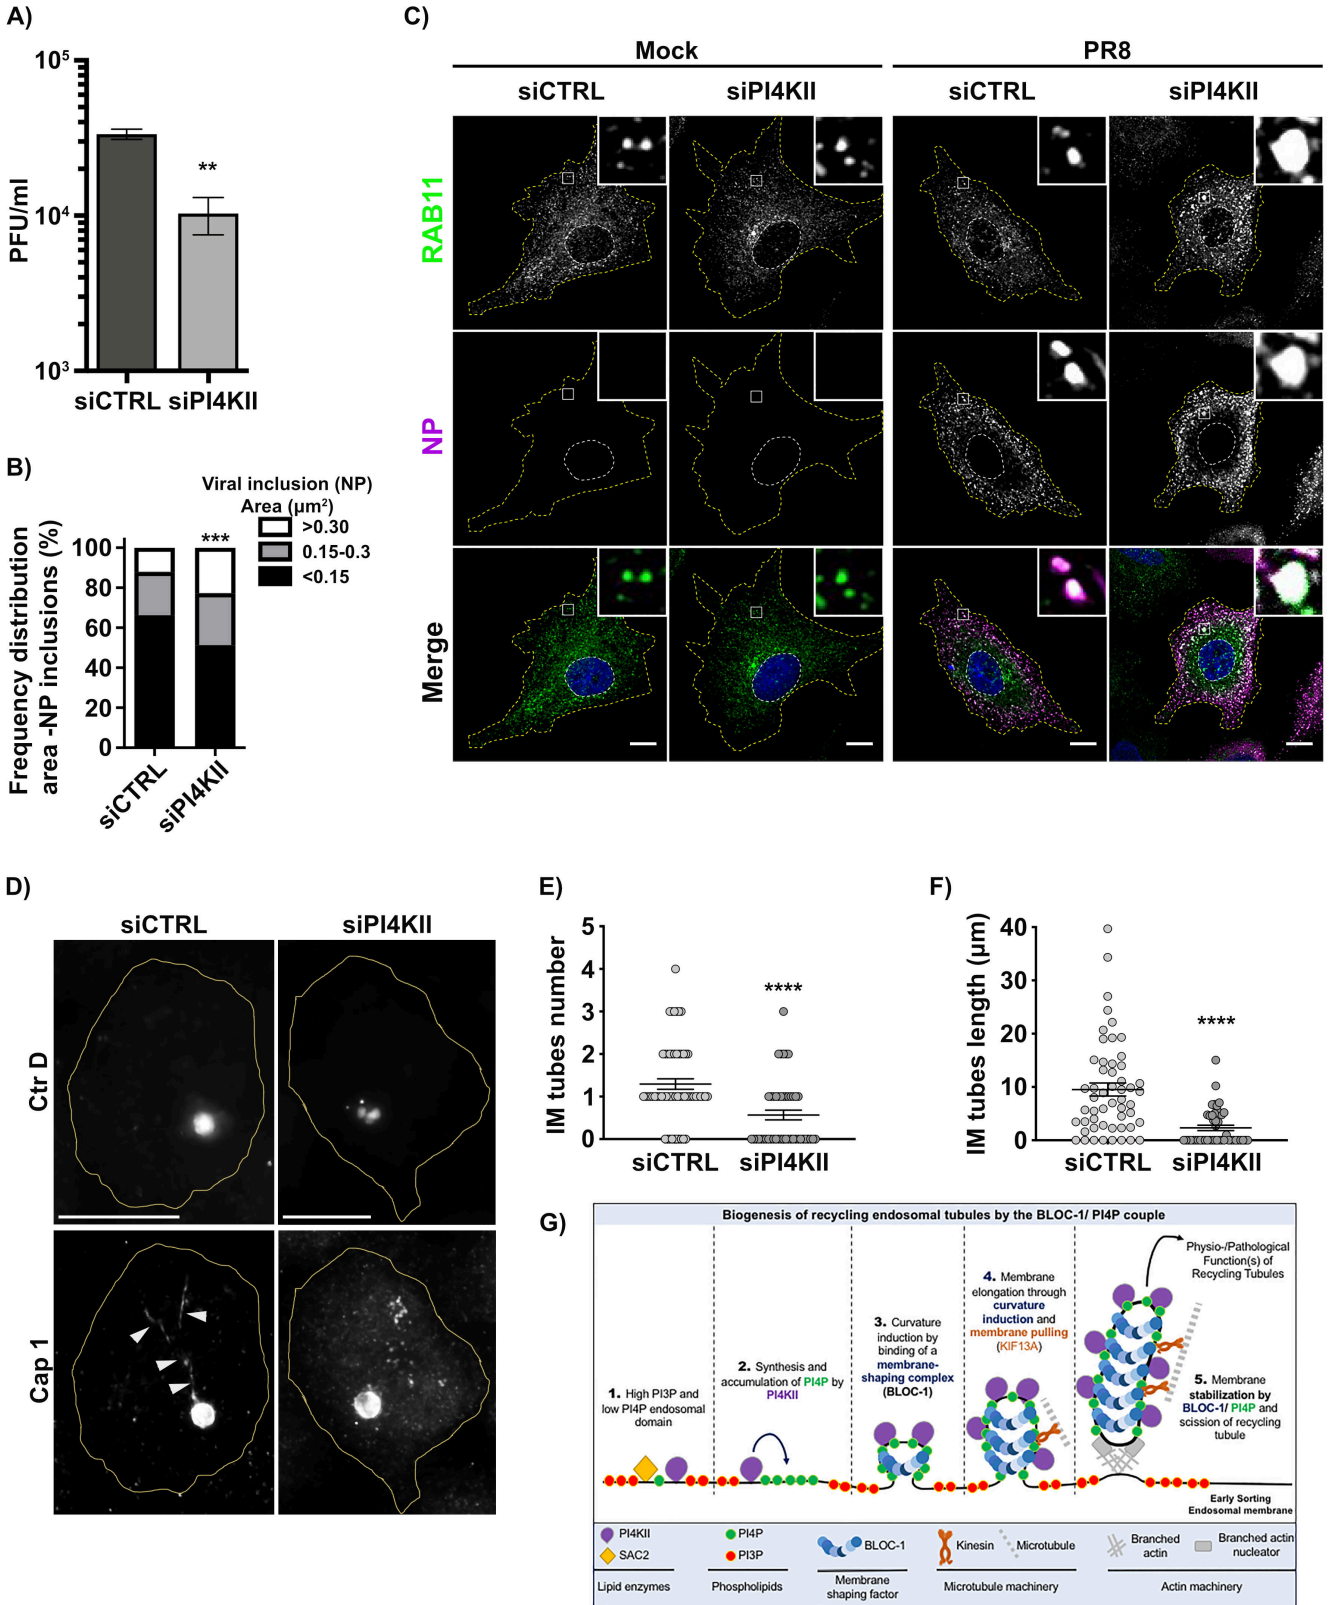 A)
10⁵
10⁴
10³
PFU/ml
**
siCTRL siPI4KII
B)
Viral inclusion (NP)
Area (µm²)
>0.30
0.15-0.3
<0.15
***
Frequency distribution
area -NP inclusions (%)
100
80
60
40
20
0
siCTRL
siPI4KII
C)
Mock
PR8
siCTRL
siPI4KII
siCTRL
siPI4KII
RAB11
NP
Merge
D)
siCTRL
siPI4KII
Ctr D
Cap 1
E)
IM tubes number
5
4
3
2
1
0
****
siCTRL siPI4KII
F)
IM tubes length (µm)
40
30
20
10
0
****
siCTRL siPI4KII
G)
Biogenesis of recycling endosomal tubules by the BLOC-1/ PI4P couple
1. High PI3P and
low PI4P endosomal
domain
2. Synthesis and
accumulation of PI4P by
PI4KII
3. Curvature
induction by
binding of a
membrane-
shaping complex
(BLOC-1)
4. Membrane
elongation through
curvature
induction and
membrane pulling
(KIF13A)
Physio-/Pathological
Function(s) of
Recycling Tubules
5. Membrane
stabilization by
BLOC-1/ PI4P and
scission of recycling
tubule
Early Sorting
Endosomal membrane
PI4KII
SAC2
Lipid enzymes
PI4P
PI3P
Phospholipids
BLOC-1
Membrane
shaping factor
Kinesin
Microtubule
Microtubule machinery
Branched
actin
Branched actin
nucleator
Actin machinery